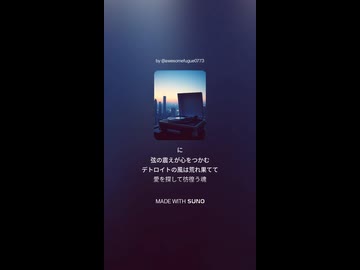 by @awesomefugue0773
に
弦の震えが心をつかむ
デトロイトの風は荒れ果てて
愛を探して彷徨う魂
MADE WITH SUNO